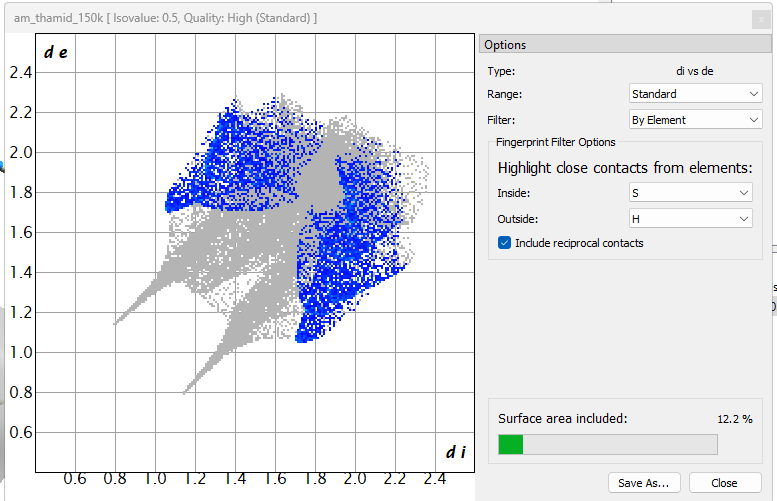 am_thamid_150k [ Isovalue: 0.5, Quality: High (Standard) ]
x
d e
2.4
2.2
2.0
1.8
1.6
1.4
1.2
1.0
0.8
0.6
d i
0.6 0.8 1.0 1.2 1.4 1.6 1.8 2.0 2.2 2.4
Options
Type: di vs de
Range: Standard
Filter: By Element
Fingerprint Filter Options
Highlight close contacts from elements:
Inside: S
Outside: H
Include reciprocal contacts
Surface area included: 12.2 %
Save As... Close